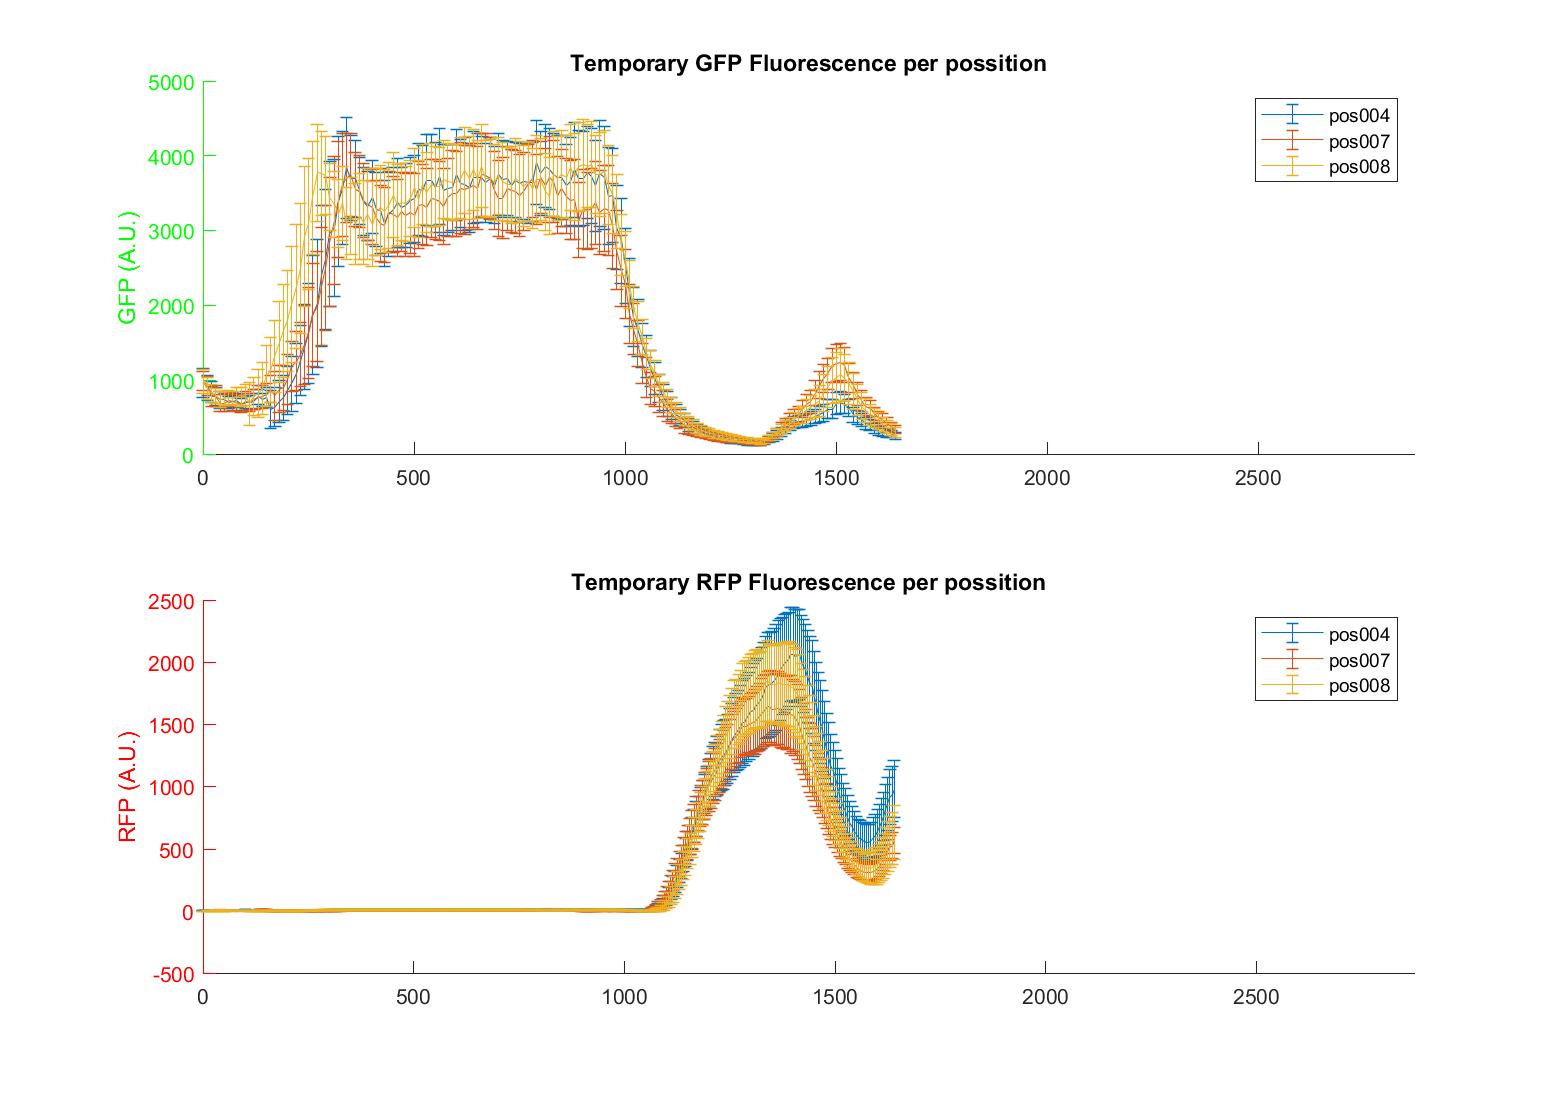 Temporary GFP Fluorescence per possition
5000
4000
3000
2000
1000
0
GFP (A.U.)
0 500 1000 1500 2000 2500
pos004
pos007
pos008
Temporary RFP Fluorescence per possition
2500
2000
1500
1000
500
0
-500
RFP (A.U.)
0 500 1000 1500 2000 2500
pos004
pos007
pos008